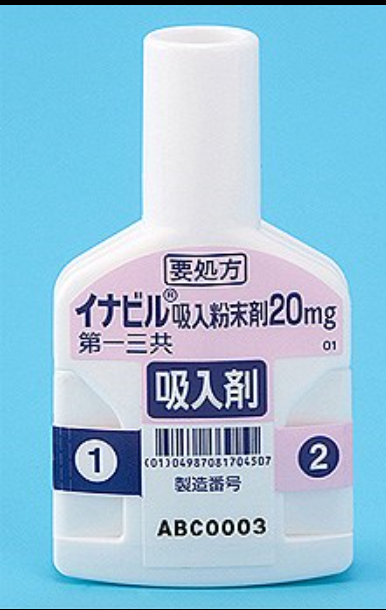 要処方
イナビル®吸入粉末剤20mg
第一三共
01
吸入剤
1
2
(01)04987081704507
製造番号
ABC0003